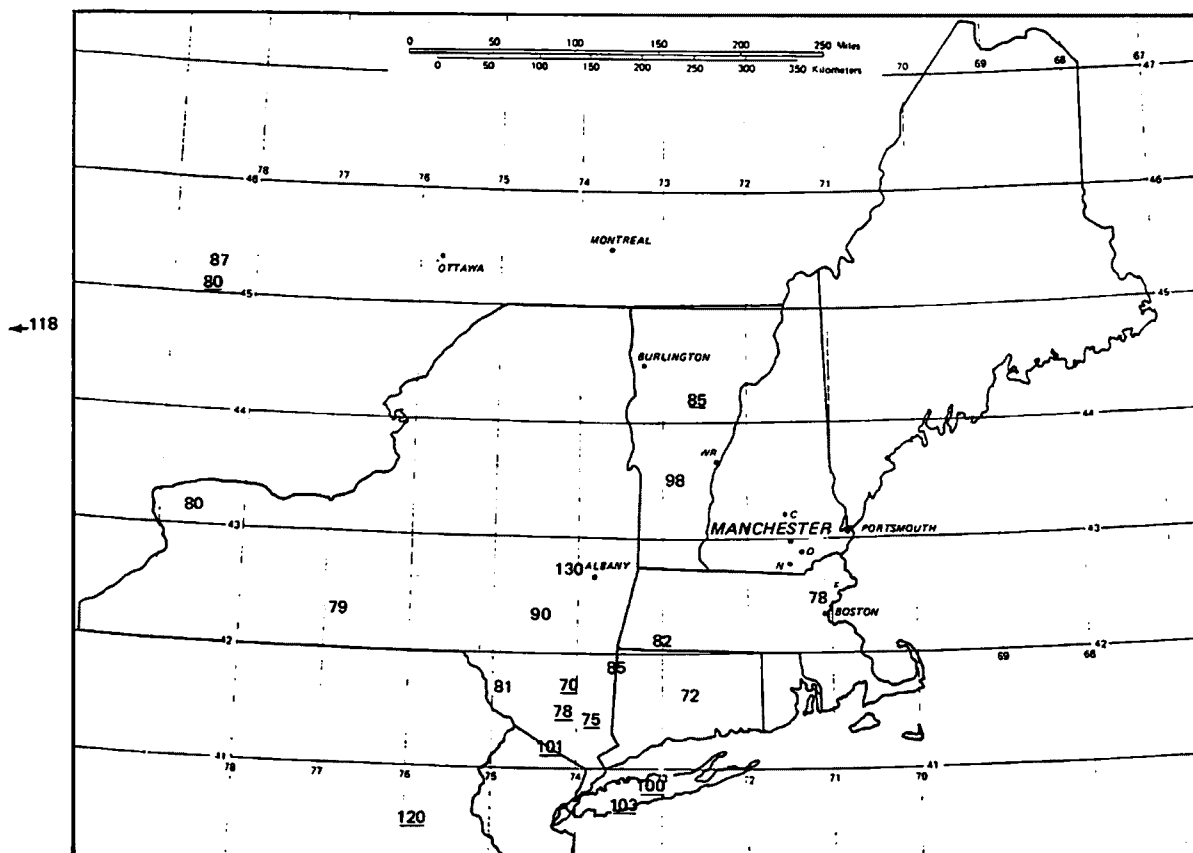 0 50 100 150 200 250 Miles
0 50 100 150 200 250 300 350 Kilometers
70 69 68 67
47
78 77 76 75 74 73 72 71
46 46
MONTREAL
87
OTTAWA
80
45 45
118
BURLINGTON
85
44 44
WR
98
80
C
MANCHESTER PORTSMOUTH
43 43
D
N
130 ALBANY
78
BOSTON
79 90
82
42 42
69 68
85
81 70 72
78 75
101
41 41
78 77 76 75 74 73 72 71 70
100
103
120